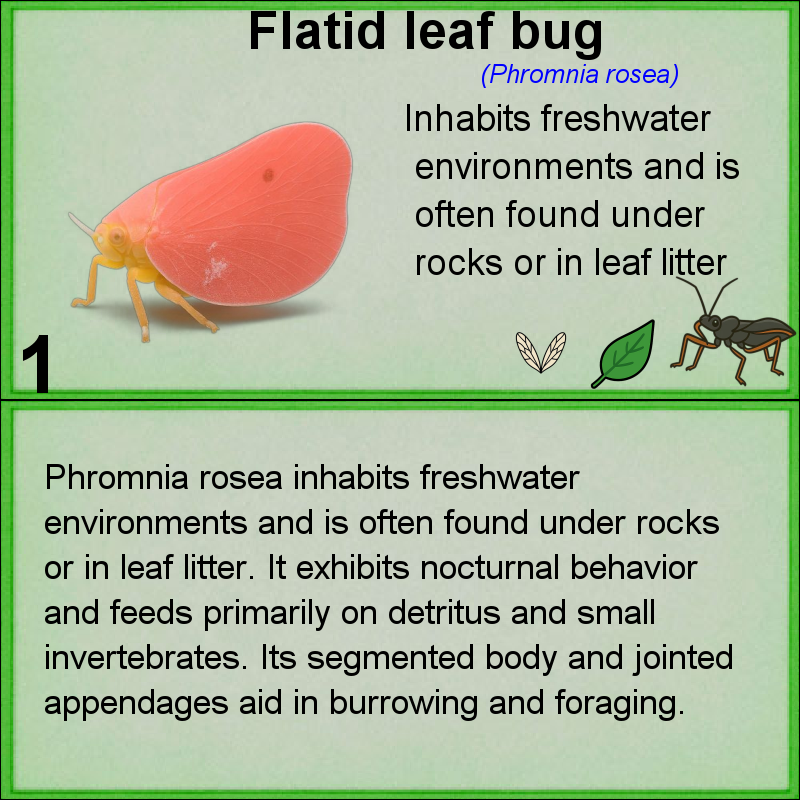 Flatid leaf bug
(Phromnia rosea)
Inhabits freshwater
environments and is
often found under
rocks or in leaf litter
1
Phromnia rosea inhabits freshwater
environments and is often found under rocks
or in leaf litter. It exhibits nocturnal behavior
and feeds primarily on detritus and small
invertebrates. Its segmented body and jointed
appendages aid in burrowing and foraging.